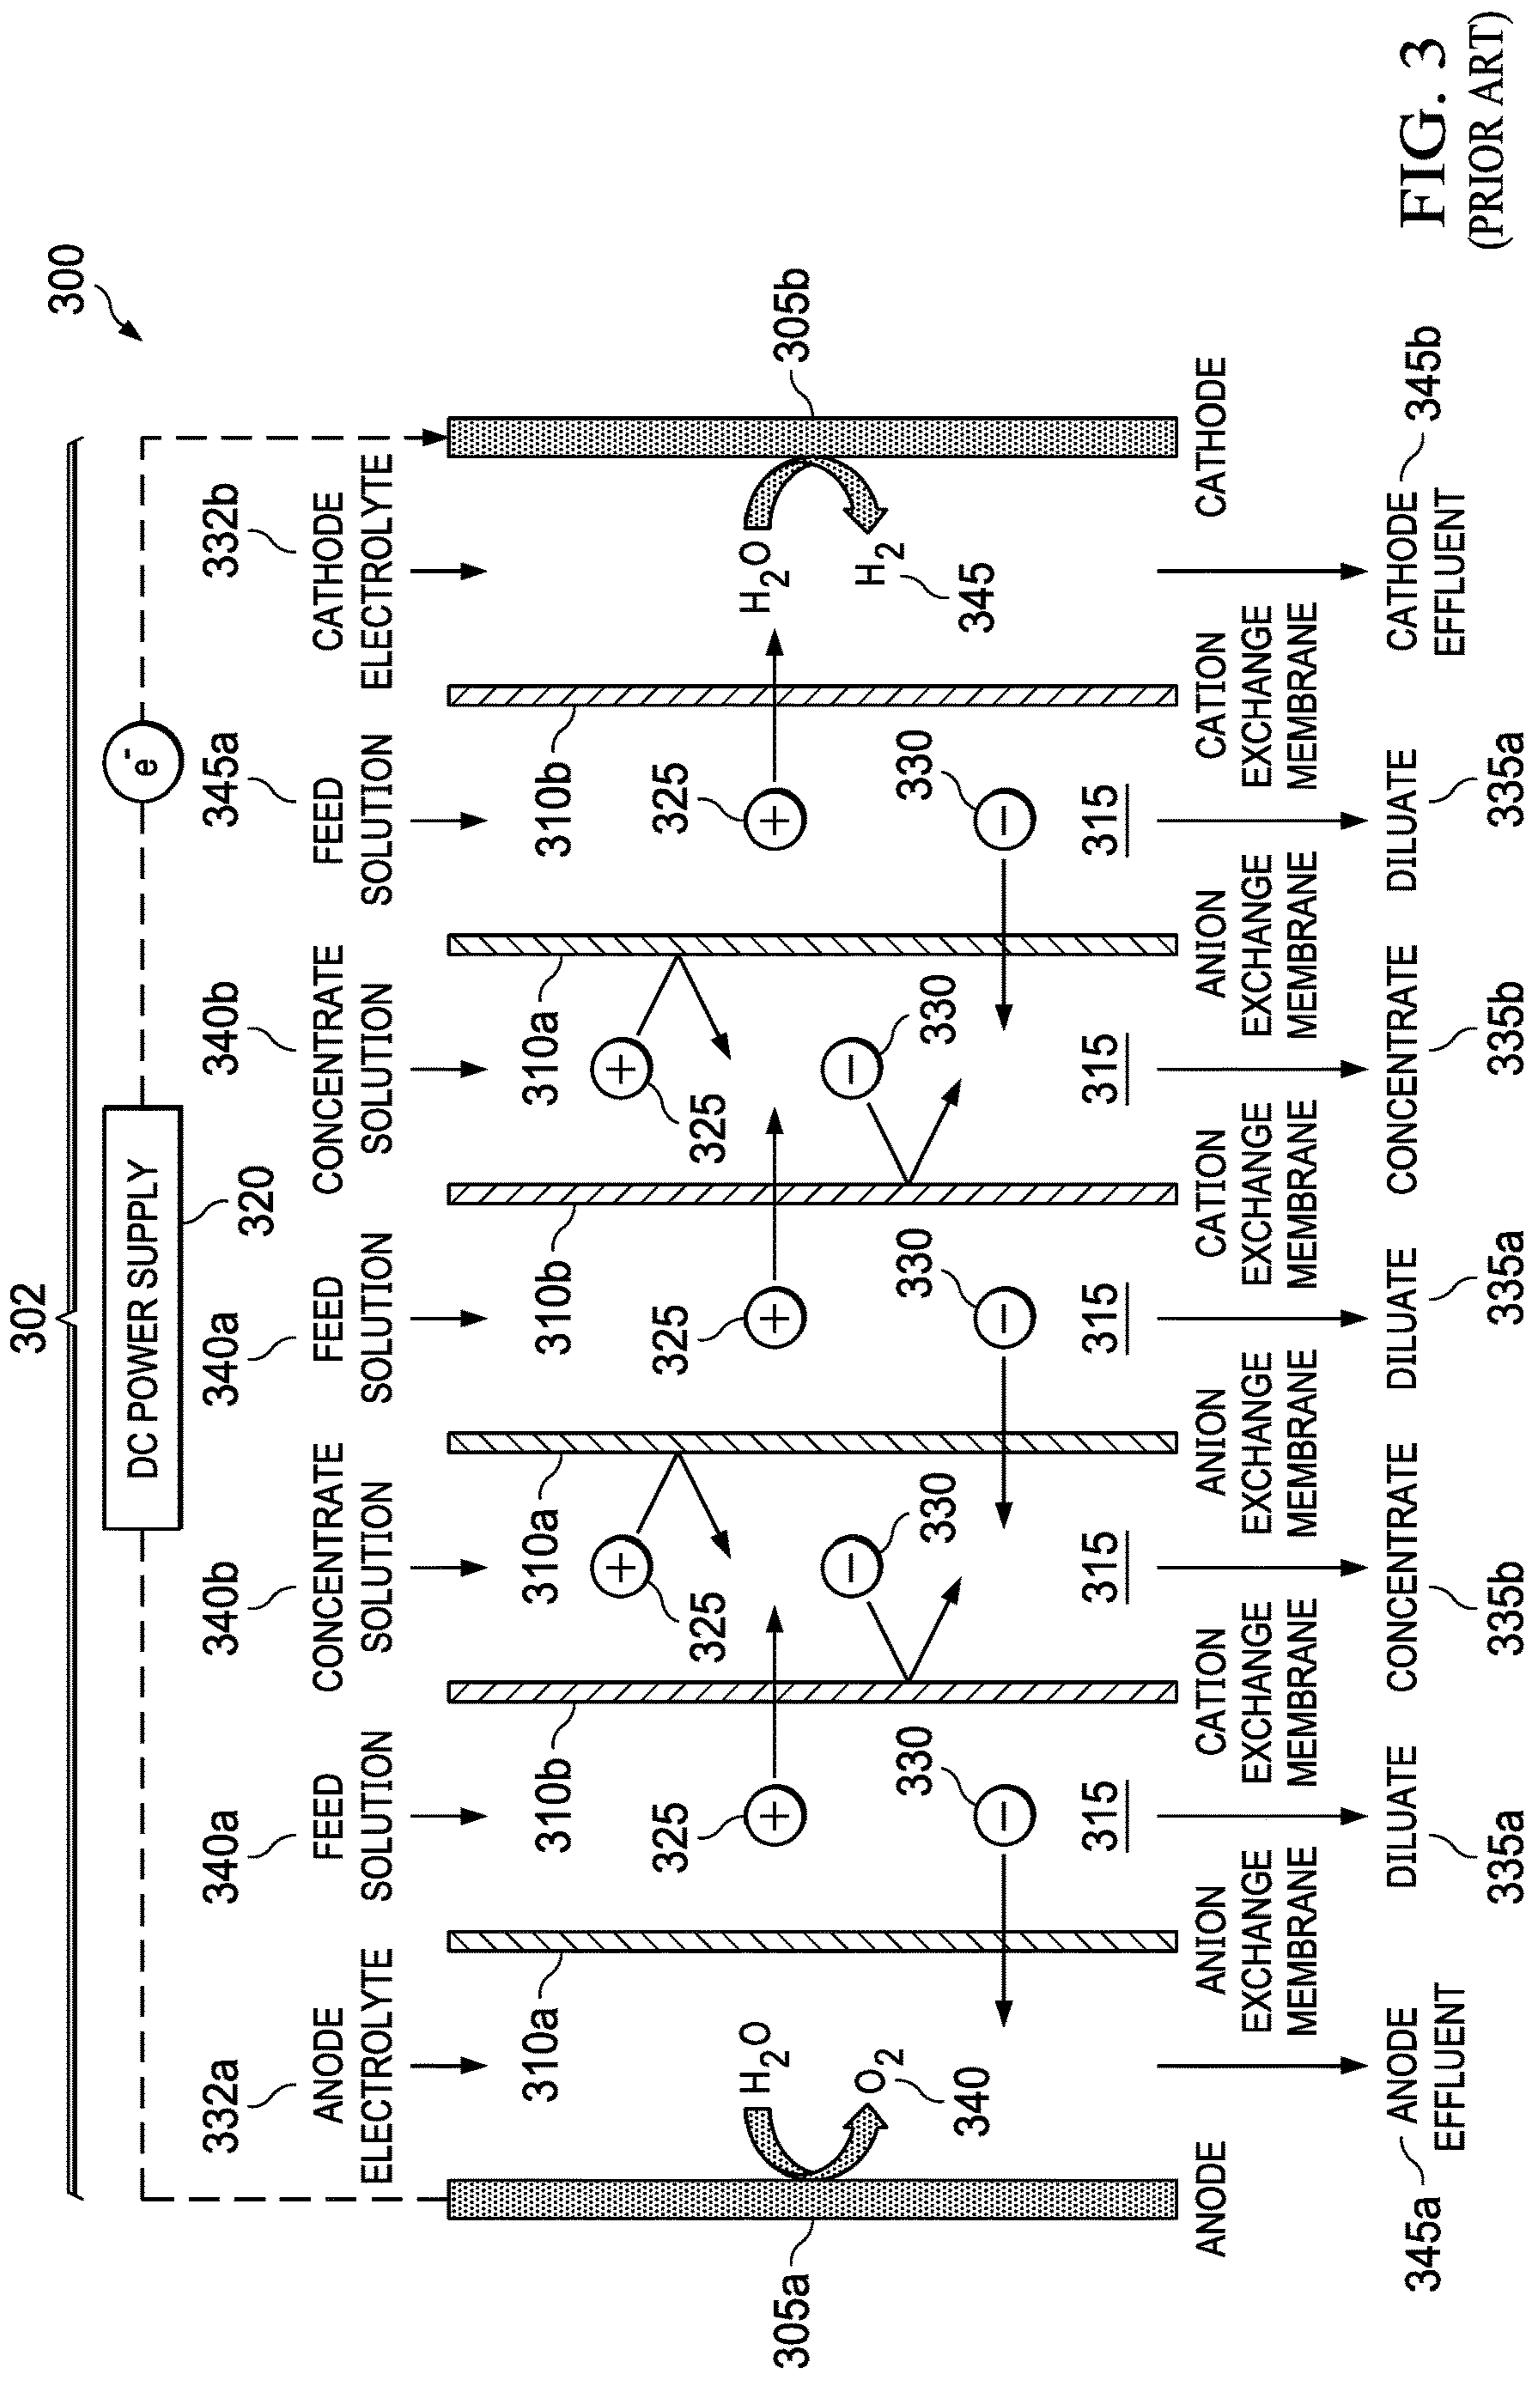 300
302
DC POWER SUPPLY
320
e-
332a
340a
340b
340a
340b
345a
332b
ANODE
ELECTROLYTE
FEED
SOLUTION
CONCENTRATE
SOLUTION
FEED
SOLUTION
CONCENTRATE
SOLUTION
FEED
SOLUTION
CATHODE
ELECTROLYTE
310a
310b
310a
310b
310a
310b
325
325
325
325
325
+
+
+
+
+
330
330
330
330
330
−
−
−
−
−
H2O
O2
340
H2O
H2
345
305a
305b
315
315
315
315
315
ANODE
ANION
EXCHANGE
MEMBRANE
CATION
EXCHANGE
MEMBRANE
ANION
EXCHANGE
MEMBRANE
CATION
EXCHANGE
MEMBRANE
ANION
EXCHANGE
MEMBRANE
CATION
EXCHANGE
MEMBRANE
CATHODE
345a
ANODE
EFFLUENT
DILUATE
335a
CONCENTRATE
335b
DILUATE
335a
CONCENTRATE
335b
DILUATE
335a
CATHODE
EFFLUENT
345b
FIG. 3
(PRIOR ART)